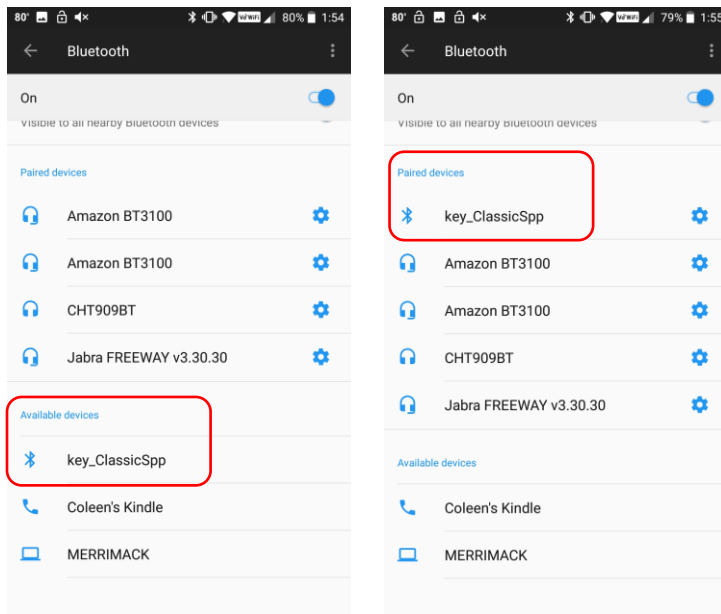 80° 80% 1:54
Bluetooth
On
Visible to all nearby Bluetooth devices
Paired devices
Amazon BT3100
Amazon BT3100
CHT909BT
Jabra FREEWAY v3.30.30
Available devices
key_ClassicSpp
Coleen's Kindle
MERRIMACK
80° 79% 1:55
Bluetooth
On
Visible to all nearby Bluetooth devices
Paired devices
key_ClassicSpp
Amazon BT3100
Amazon BT3100
CHT909BT
Jabra FREEWAY v3.30.30
Available devices
Coleen's Kindle
MERRIMACK